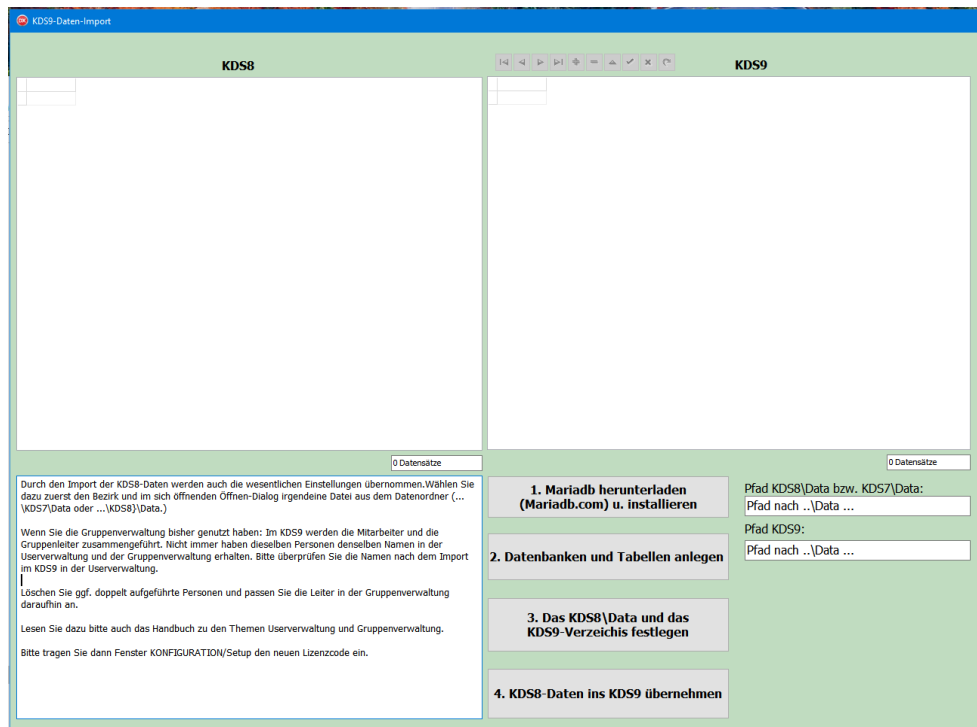 KDS9-Daten-Import
KDS8
KDS9
0 Datensätze
0 Datensätze
Durch den Import der KDS8-Daten werden auch die wesentlichen Einstellungen übernommen.Wählen Sie
dazu zuerst den Bezirk und im sich öffnenden Öffnen-Dialog irgendeine Datei aus dem Datenordner (...
\KDS7\Data oder ...\KDS8}\Data.)
Wenn Sie die Gruppenverwaltung bisher genutzt haben: Im KDS9 werden die Mitarbeiter und die
Gruppenleiter zusammengeführt. Nicht immer haben dieselben Personen denselben Namen in der
Userverwaltung und der Gruppenverwaltung erhalten. Bitte überprüfen Sie die Namen nach dem Import
im KDS9 in der Userverwaltung.
Löschen Sie ggf. doppelt aufgeführte Personen und passen Sie die Leiter in der Gruppenverwaltung
daraufhin an.
Lesen Sie dazu bitte auch das Handbuch zu den Themen Userverwaltung und Gruppenverwaltung.
Bitte tragen Sie dann Fenster KONFIGURATION/Setup den neuen Lizenzcode ein.
1. Mariadb herunterladen
(Mariadb.com) u. installieren
2. Datenbanken und Tabellen anlegen
3. Das KDS8\Data und das
KDS9-Verzeichis festlegen
4. KDS8-Daten ins KDS9 übernehmen
Pfad KDS8\Data bzw. KDS7\Data:
Pfad nach ..\Data ...
Pfad KDS9:
Pfad nach ..\Data ...